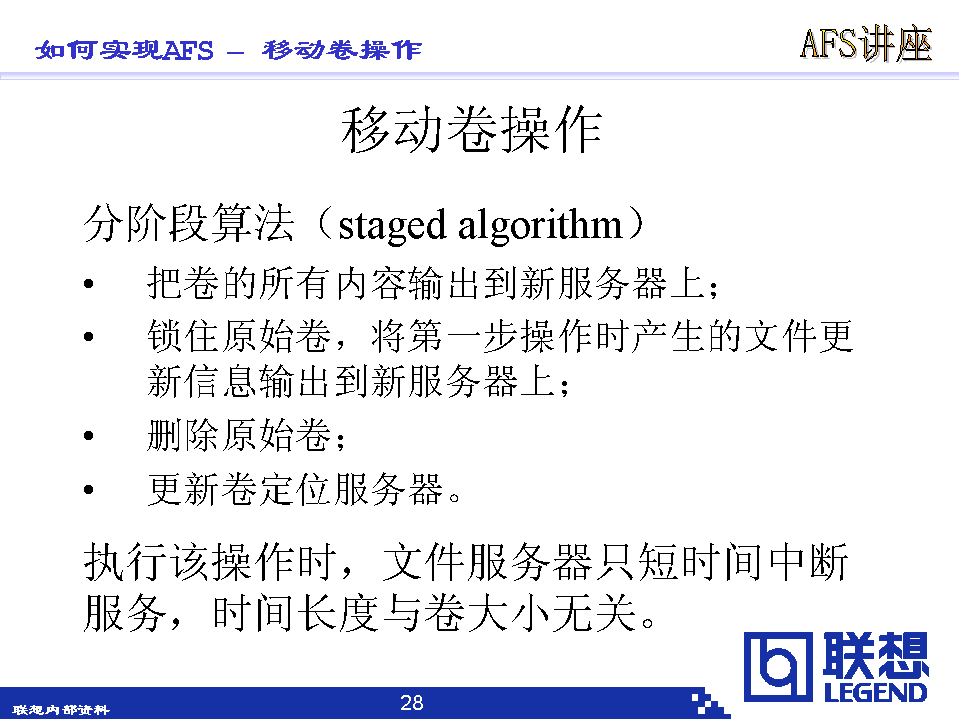 如何实现AFS – 移动卷操作
AFS讲座
移动卷操作
分阶段算法（staged algorithm）
• 把卷的所有内容输出到新服务器上；
• 锁住原始卷，将第一步操作时产生的文件更
新信息输出到新服务器上；
• 删除原始卷；
• 更新卷定位服务器。
执行该操作时，文件服务器只短时间中断
服务，时间长度与卷大小无关。
联想
LEGEND
联想内部资料
28